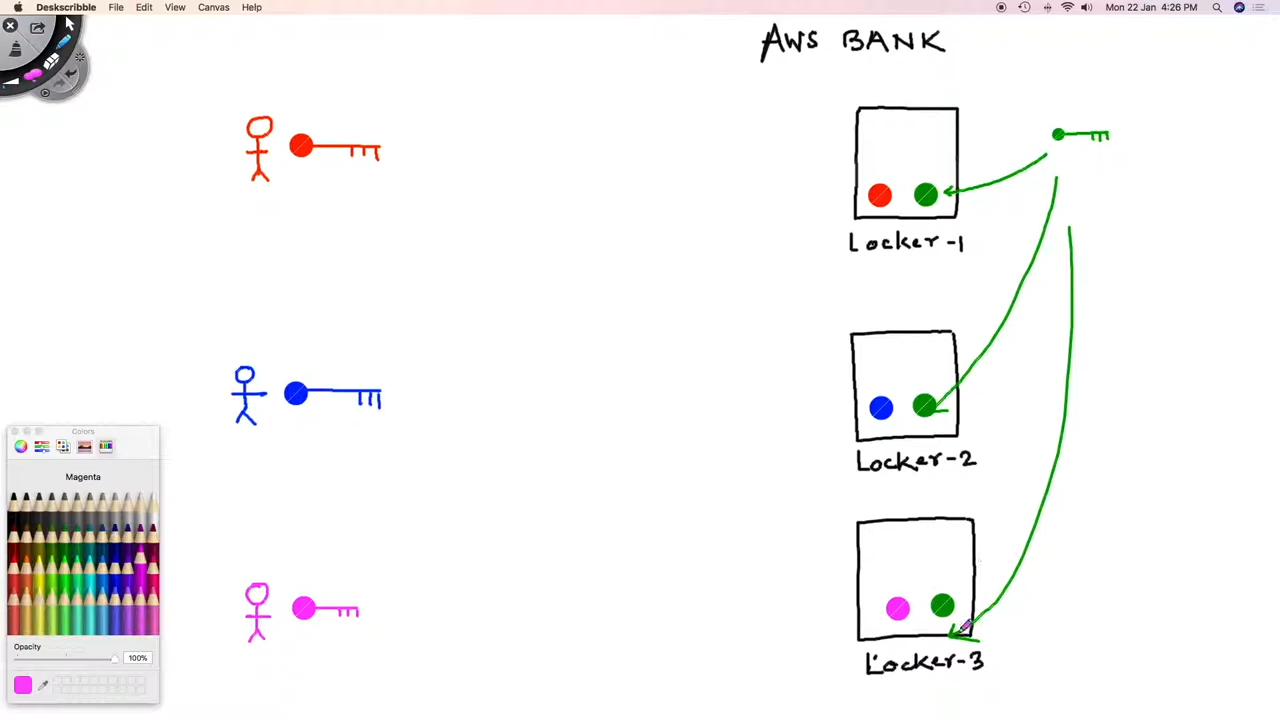 Deskscribble File Edit View Canvas Help Mon 22 Jan 4:26 PM
AWS BANK
Locker-1
Locker-2
Colors
Magenta
Opacity
100%
Locker-3